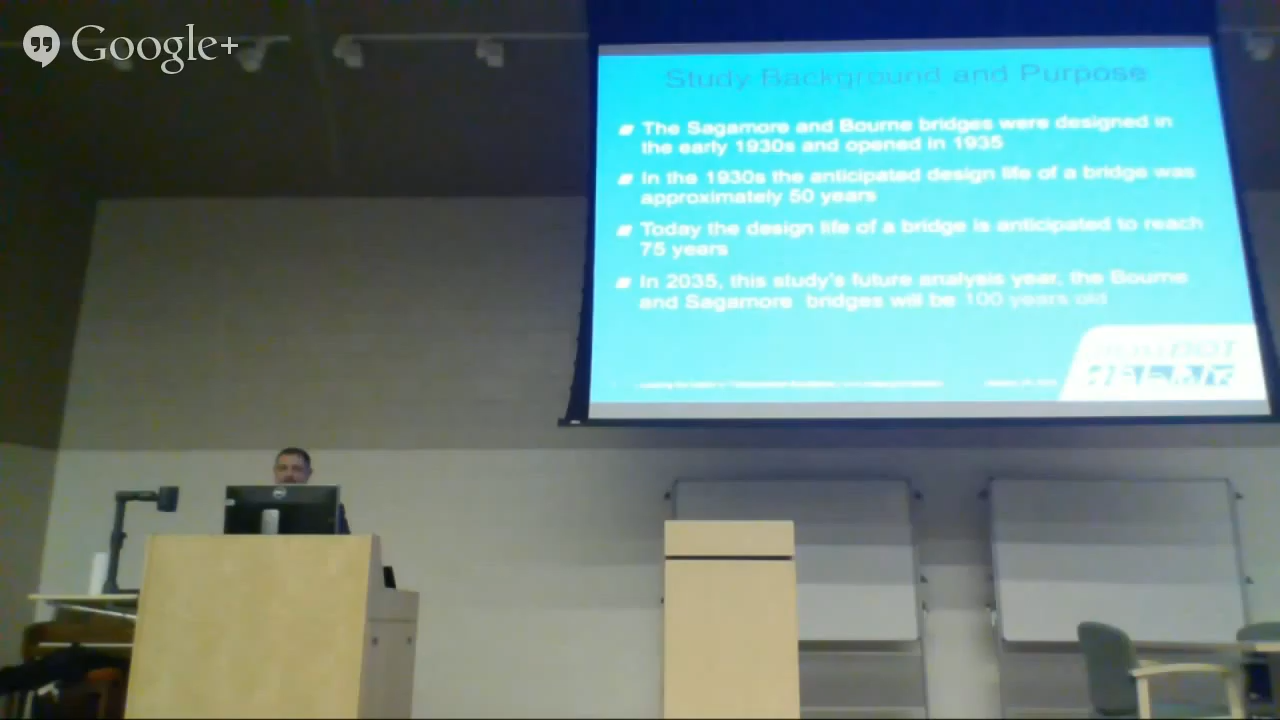 Google+
Study Background and Purpose
The Sagamore and Bourne bridges were designed in
the early 1930s and opened in 1935
In the 1930s the anticipated design life of a bridge was
approximately 50 years
Today the design life of a bridge is anticipated to reach
75 years
In 2035, this study's future analysis year, the Bourne
and Sagamore bridges will be 100 years old
massDOT